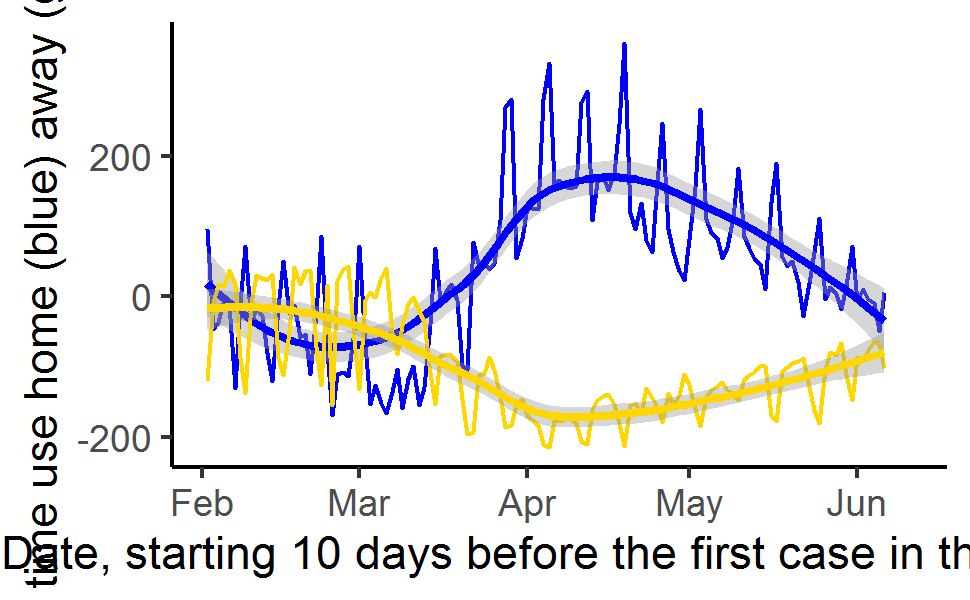 time use home (blue) away (
200
0
-200
Feb Mar Apr May Jun
Date, starting 10 days before the first case in th